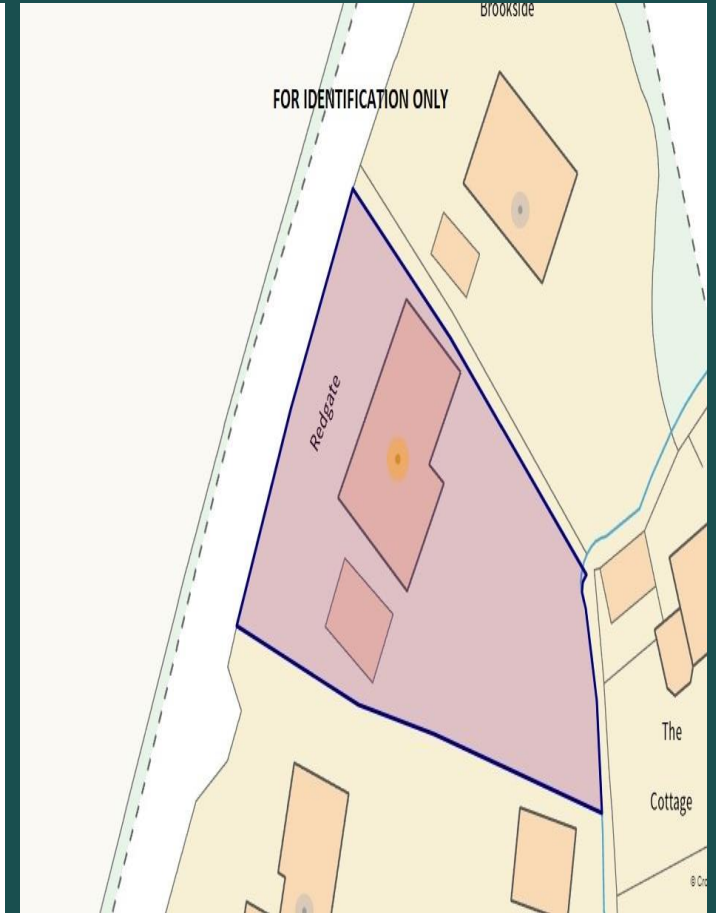 Brookside
FOR IDENTIFICATION ONLY
Redgate
The
Cottage